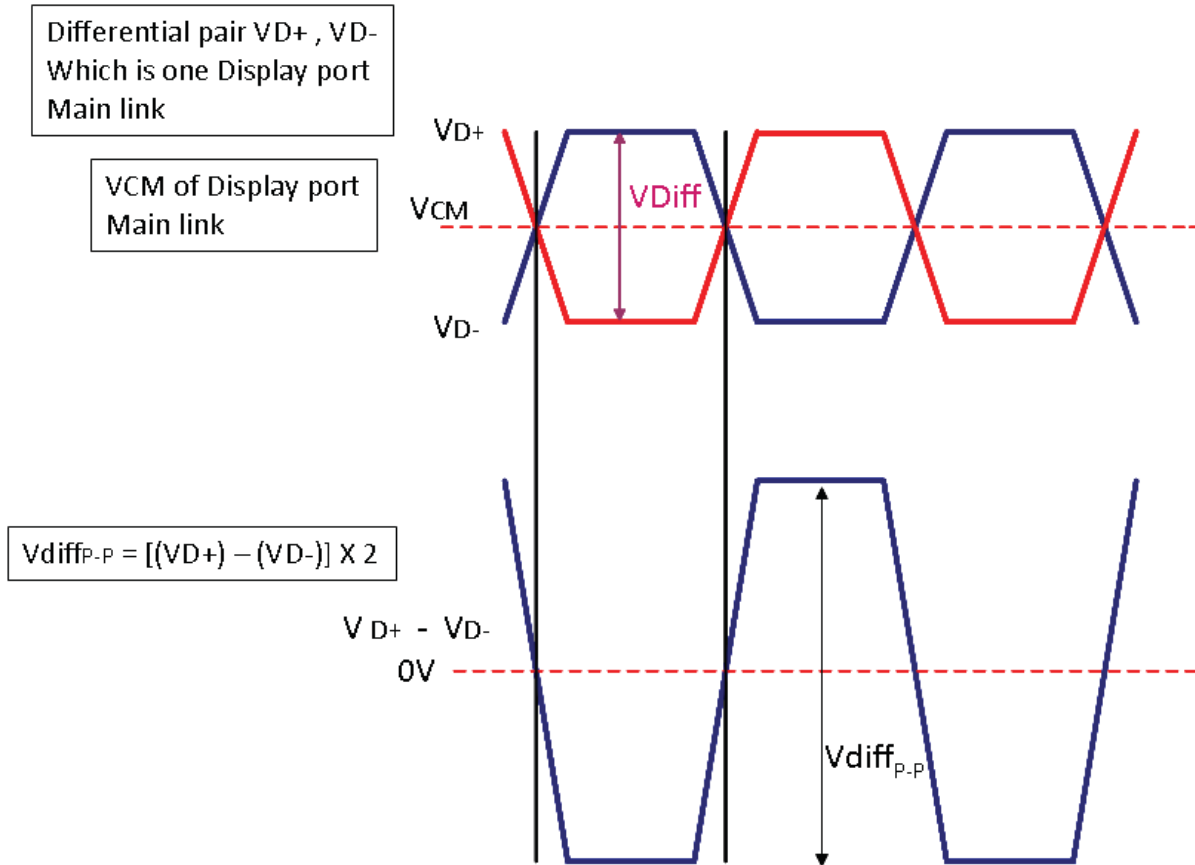 Differential pair VD+ , VD-
Which is one Display port
Main link
VCM of Display port
Main link
VD+
VDiff
VCM
VD-
VdiffP-P = [(VD+) – (VD-)] X 2
V D+ - VD-
0V
VdiffP-P